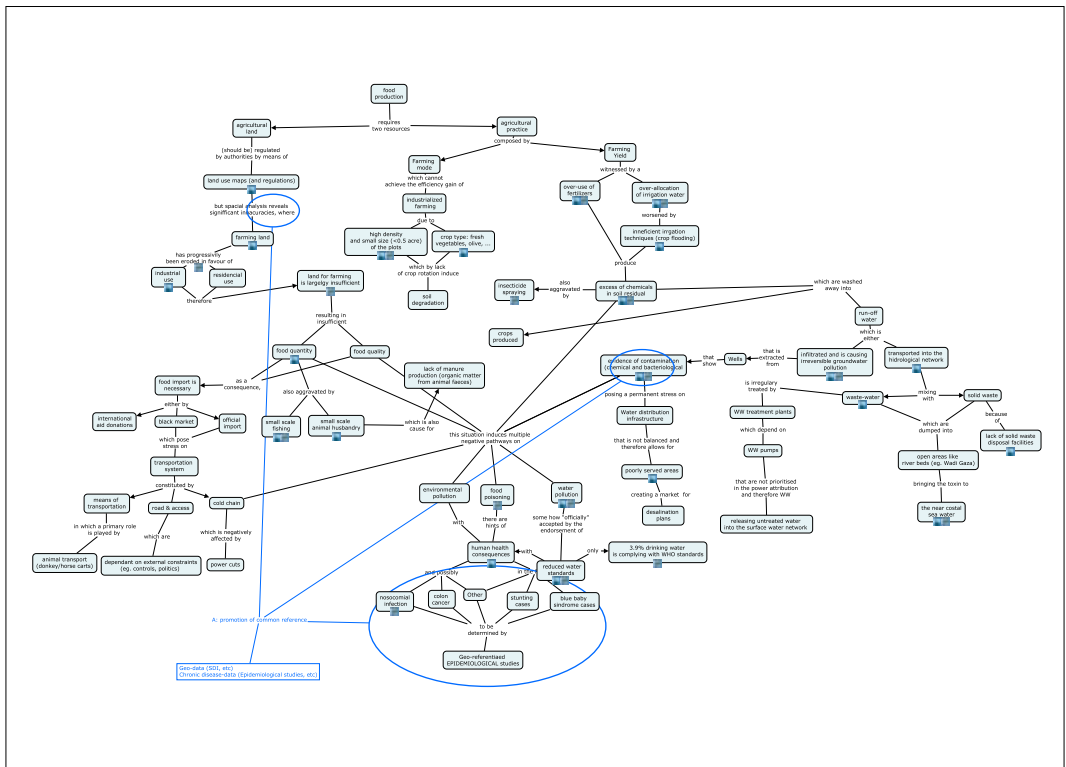 food
production
requires
two resources
agricultural
land
agricultural
practice
(should be) regulated
by authorities by means of
composed by
land use maps (and regulations)
but spacial analysis reveals
significant inacuracies, where
farming land
has progressivily
been eroded in favour of
industrial
use
residencial
use
therefore
land for farming
is largelgy insufficient
resulting in
insufficient
food quantity
food quality
as a
consequence,
also aggravated by
food import is
necessary
either by
international
aid donations
black market
official
import
which pose
stress on
transportation
system
constituted by
means of
transportation
road & access
cold chain
in which a primary role
is played by
which are
which is negatively
affected by
animal transport
(donkey/horse carts)
dependant on external constraints
(eg. controls, politics)
power cuts
small scale
fishing
small scale
animal husbandry
which is also
cause for
lack of manure
production (organic matter
from animal faeces)
Farming
mode
which cannot
achieve the efficiency gain of
industrialized
farming
due to
high density
and small size (<0.5 acre)
of the plots
crop type: fresh
vegetables, olive, ...
which by lack
of crop rotation induce
soil
degradation
Farming
Yield
witnessed by a
over-use of
fertilizers
over-allocation
of irrigation water
worsened by
inneficient irrigation
techniques (crop flooding)
produce
insecticide
spraying
also
aggravated
by
excess of chemicals
in soil residual
which are washed
away into
crops
produced
run-off
water
which is
either
infiltrated and is causing
irreversible groundwater
pollution
transported into the
hidrological network
that is
extracted
from
Wells
that
show
evidence of contamination
(chemical and bacteriological
posing a permanent stress on
Water distribution
infrastructure
that is not balanced and
therefore allows for
poorly served areas
creating a market for
desalination
plans
is irregulary
treated by
WW treatment plants
which depend on
WW pumps
that are not prioritised
in the power attribution
and therefore WW
releasing untreated water
into the surface water network
waste-water
mixing
with
solid waste
because
of
lack of solid waste
disposal facilities
which are
dumped into
open areas like
river beds (eg. Wadi Gaza)
bringing the toxin to
the near costal
sea water
this situation induces multiple
negative pathways on
environmental
pollution
food
poisoning
water
pollution
with
there are
hints of
some how "officially"
accepted by the
endorsement of
human health
consequences
with
reduced water
standards
only
3.9% drinking water
is complying with WHO standards
and possibly
in the
nosocomial
infection
colon
cancer
Other
stunting
cases
blue baby
sindrome cases
to be
determined by
Geo-referentiaed
EPIDEMIOLOGICAL studies
A: promotion of common reference
Geo-data (SDI, etc)
Chronic disease-data (Epidemiological studies, etc)